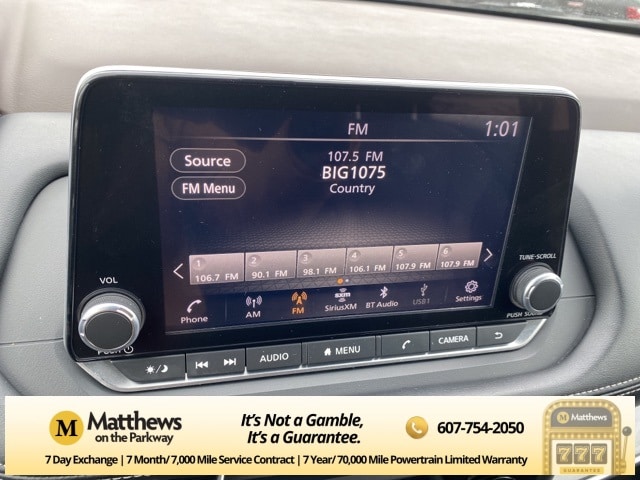 FM
1:01
Source
107.5 FM
BIG1075
FM Menu
Country
1 2 3 4 5 6
106.7 FM 90.1 FM 98.1 FM 106.1 FM 107.9 FM 107.9 FM
TUNE-SCROLL
VOL
Phone AM FM SiriusXM BT Audio USB1 Settings
PUSH
AUDIO MENU CAMERA
M Matthews
on the Parkway
It's Not a Gamble,
It's a Guarantee.
607-754-2050
M Matthews
777
GUARANTEE
7 Day Exchange | 7 Month/ 7,000 Mile Service Contract | 7 Year/ 70,000 Mile Powertrain Limited Warranty